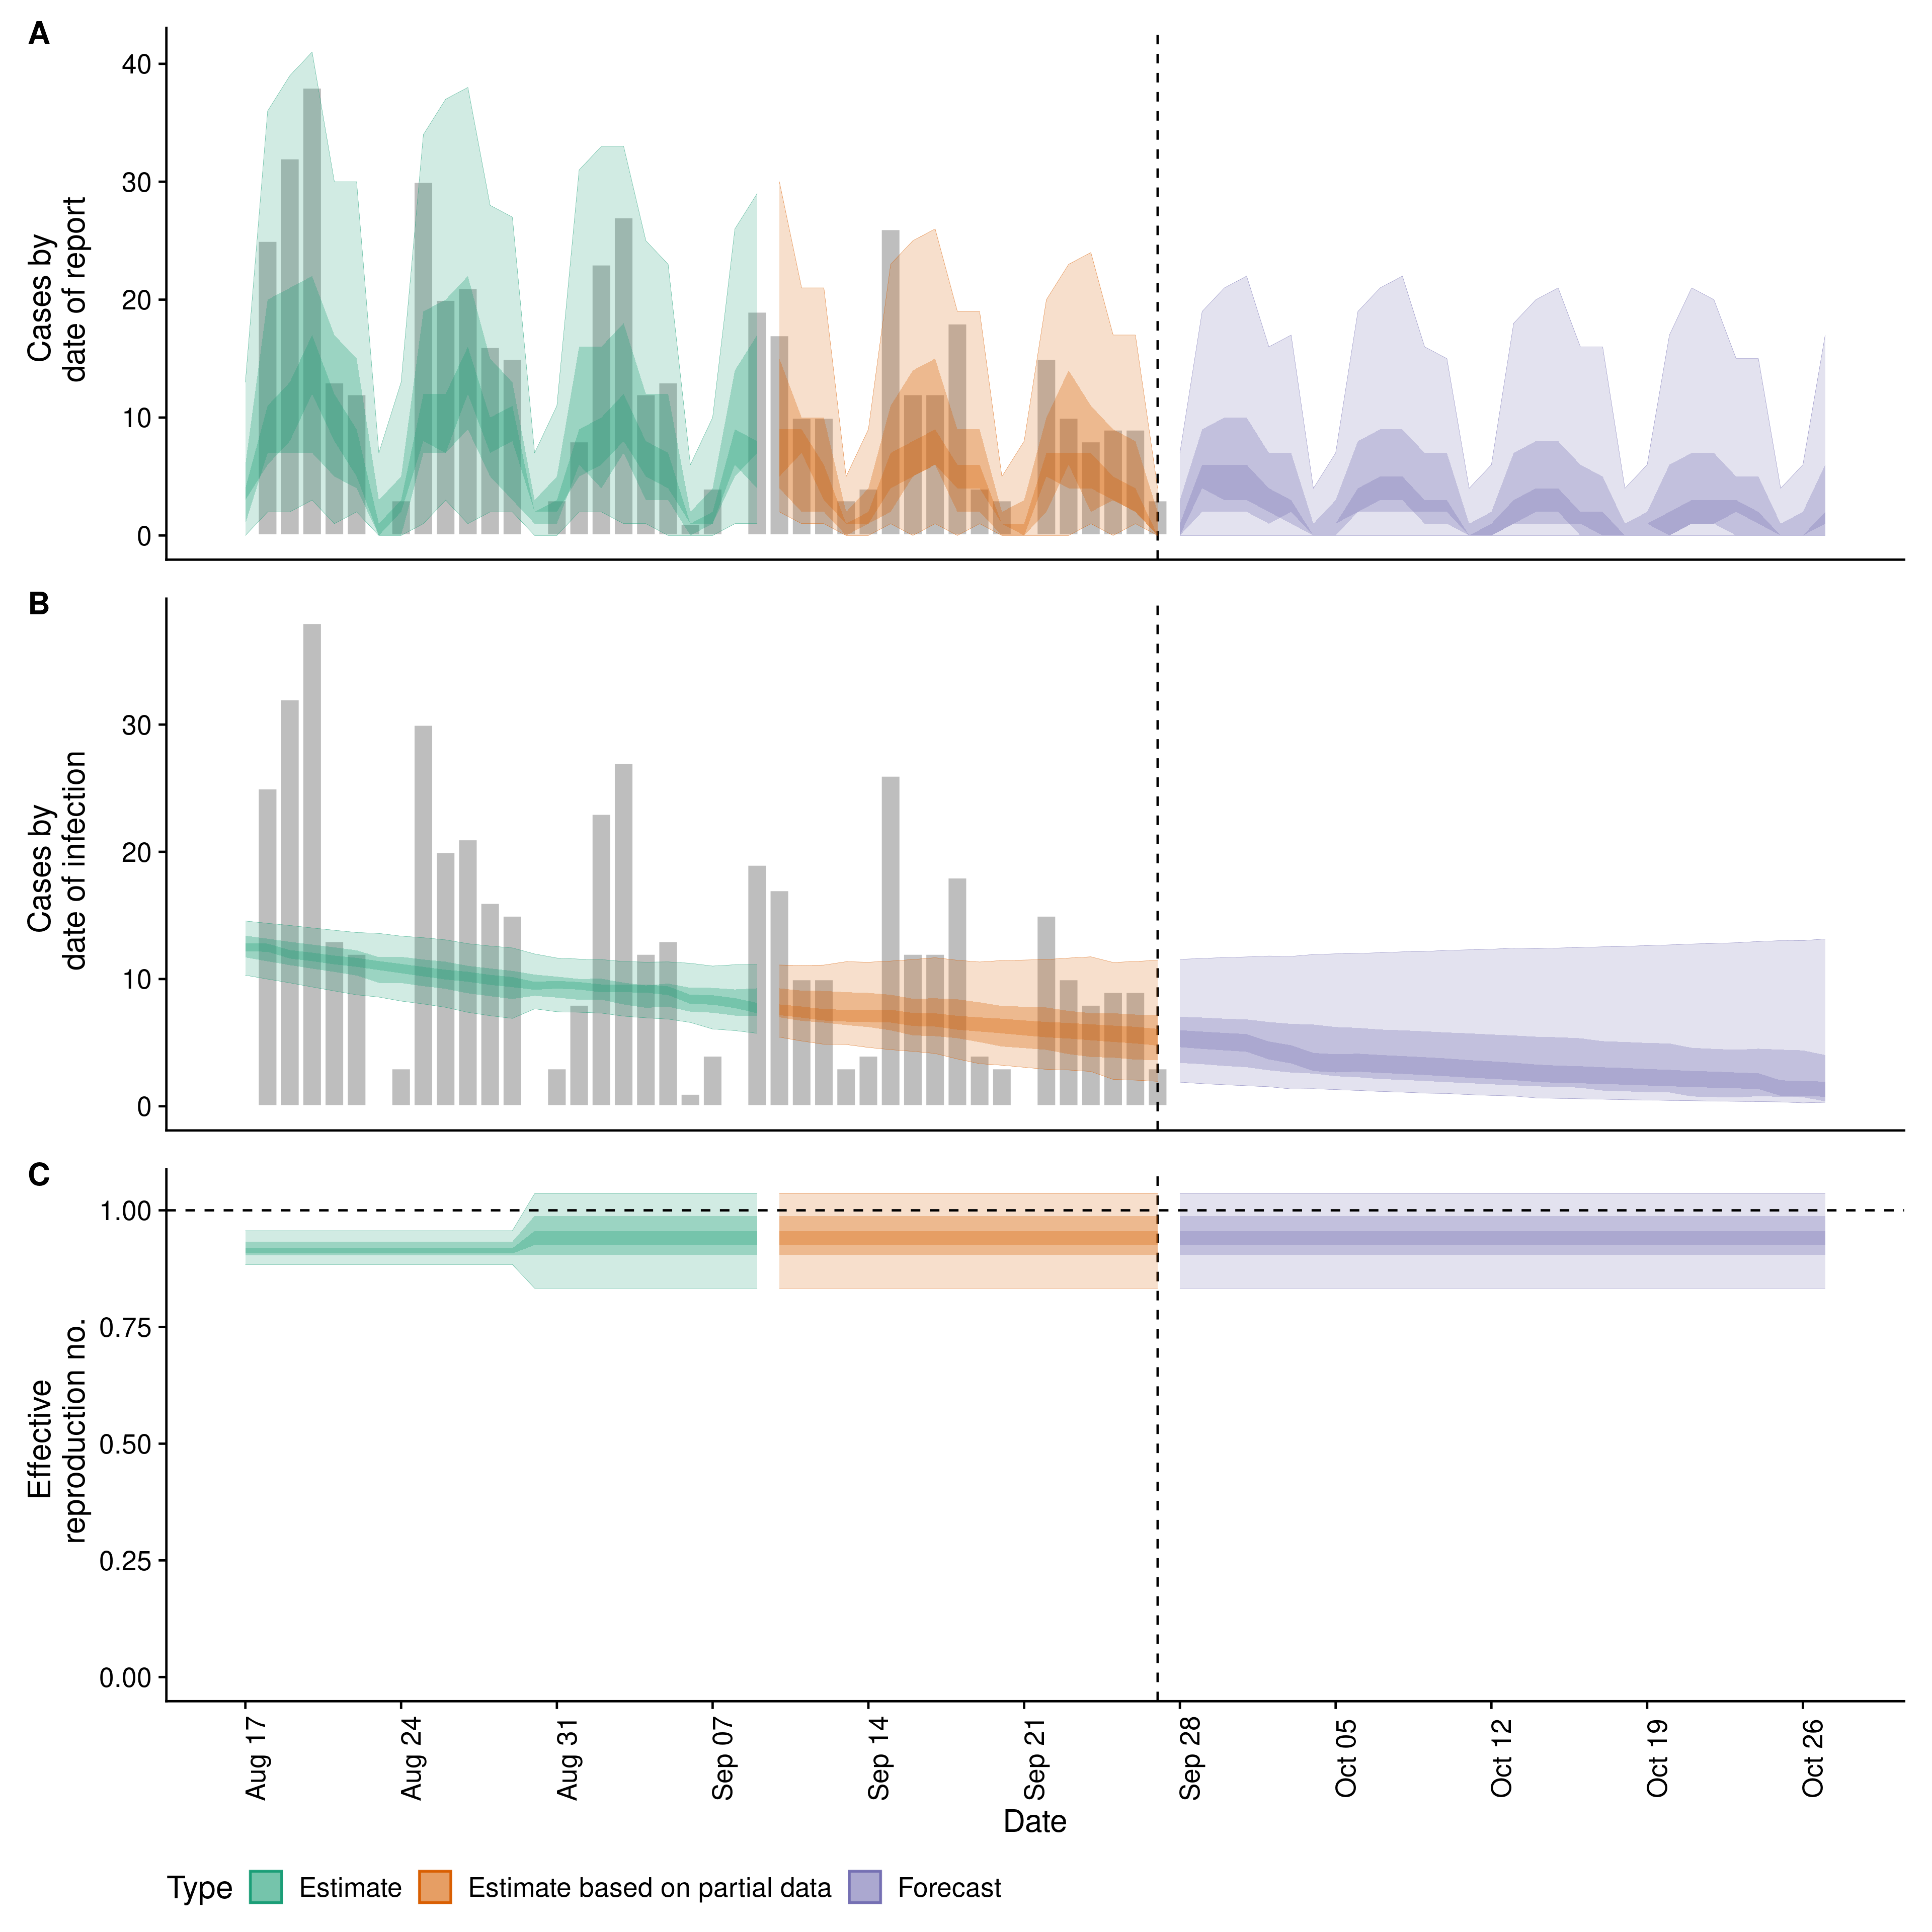 A
40
30
20
10
0
Cases by
date of report
B
30
20
10
0
Cases by
date of infection
C
1.00
0.75
0.50
0.25
0.00
Effective
reproduction no.
Aug 17
Aug 24
Aug 31
Sep 07
Sep 14
Sep 21
Sep 28
Oct 05
Oct 12
Oct 19
Oct 26
Date
Type Estimate Estimate based on partial data Forecast